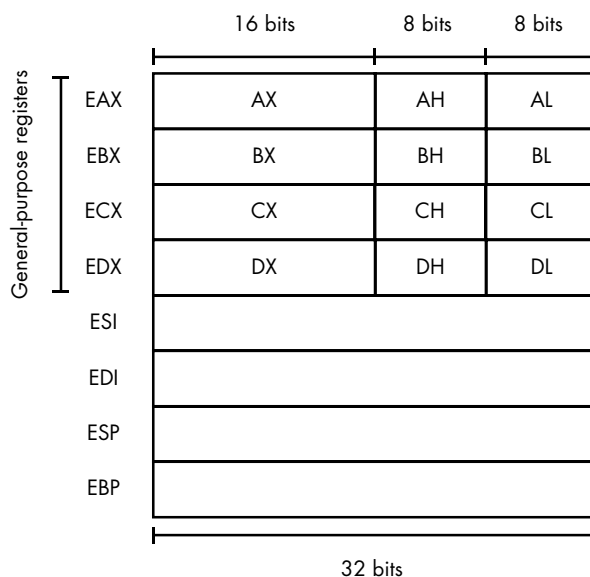 16 bits 8 bits 8 bits
General-purpose registers
EAX AX AH AL
EBX BX BH BL
ECX CX CH CL
EDX DX DH DL
ESI
EDI
ESP
EBP
32 bits